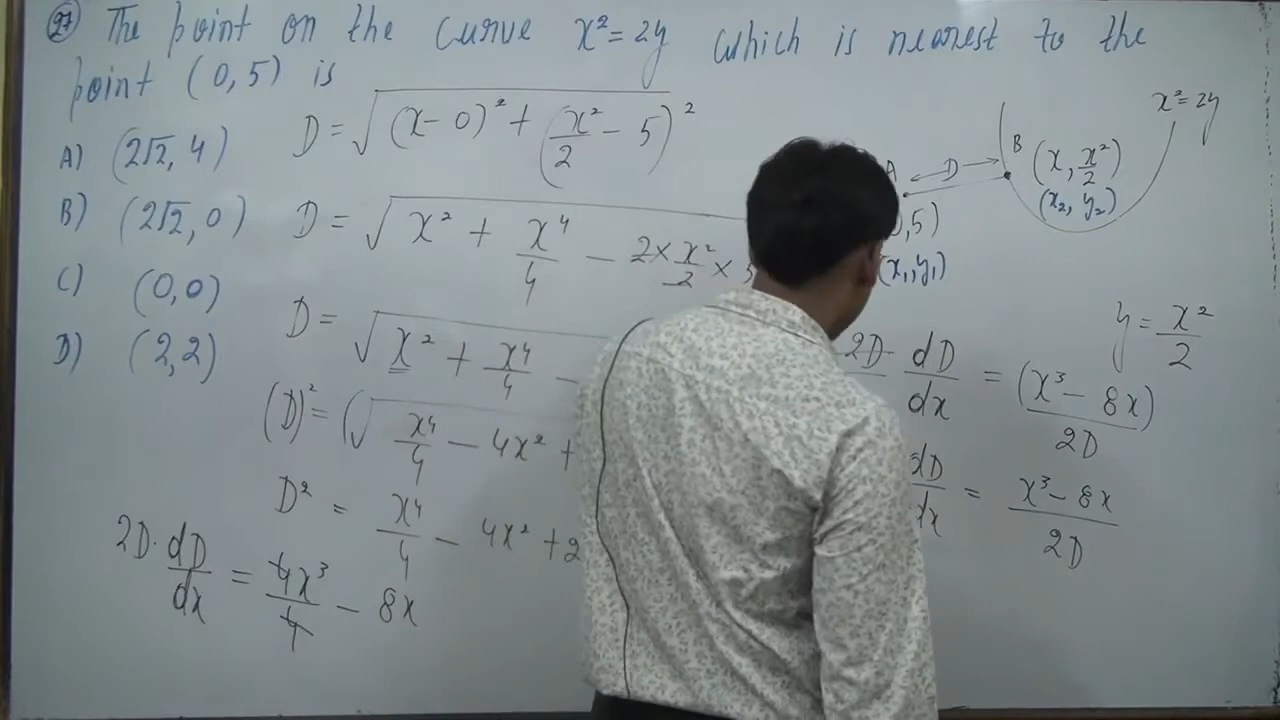 27 The point on the curve x² = 2y which is nearest to the
point (0, 5) is
A) (2√2, 4)
B) (2√2, 0)
C) (0, 0)
D) (2, 2)
D = √(x - 0)² + (x²/2 - 5)²
D = √x² + x⁴/4 - 2 × x²/2 ×
D = √x² + x⁴/4 -
(D)² = (√x⁴/4 - 4x² +
D² = x⁴/4 - 4x² + 2
2D · dD/dx = 4x³/4 - 8x
x² = 2y
A D B (x, x²/2)
(x₂, y₂)
,5)
(x₁, y₁)
y = x²/2
2D dD/dx = (x³ - 8x)/2D
dD/dx = x³ - 8x/2D